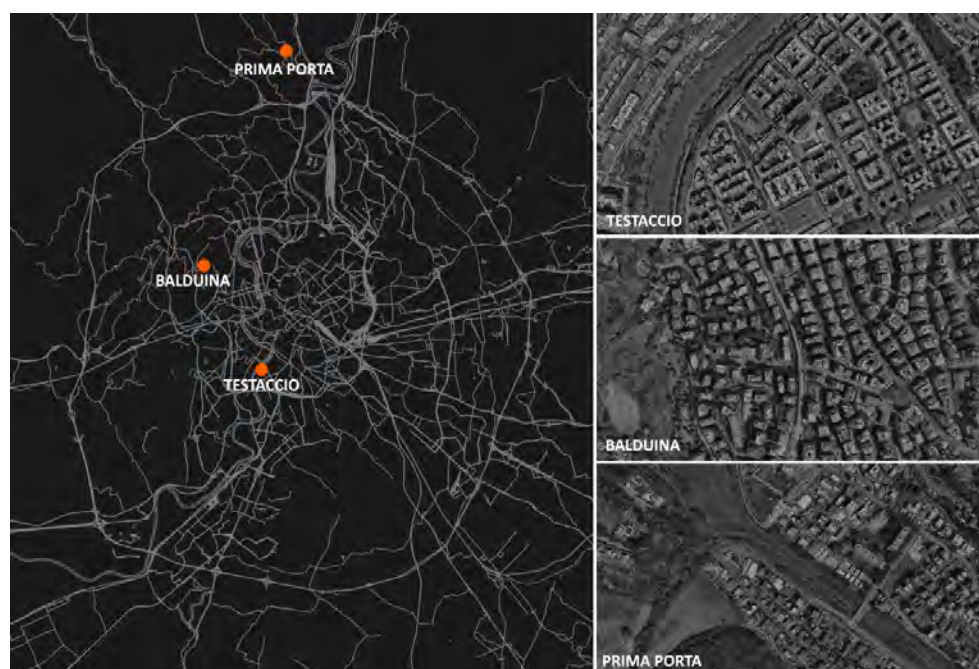 PRIMA PORTA
BALDUINA
TESTACCIO
TESTACCIO
BALDUINA
PRIMA PORTA